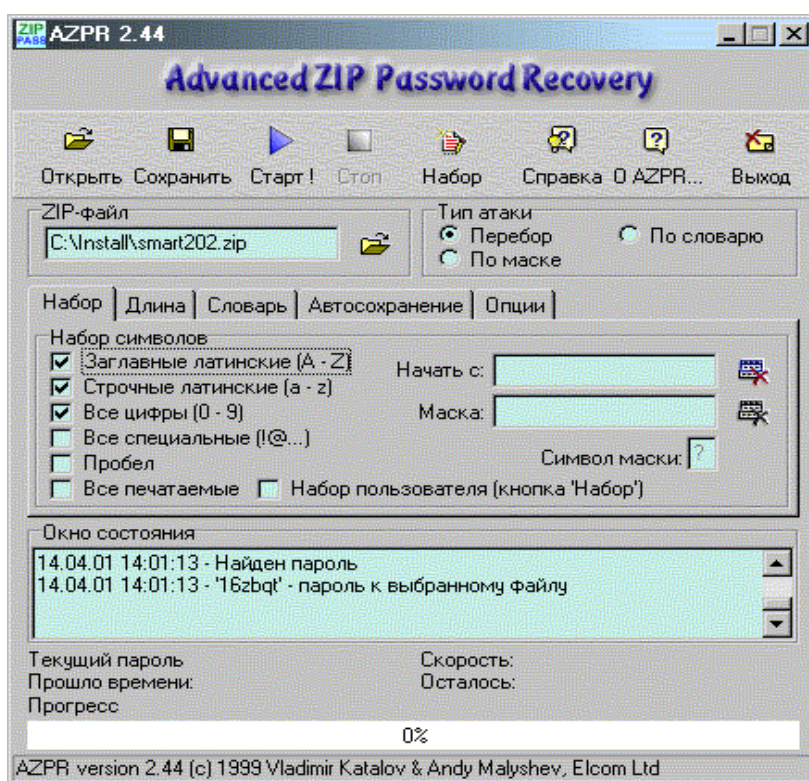 ZIP PASS AZPR 2.44
Advanced ZIP Password Recovery
Открыть Сохранить Старт ! Стоп Набор Справка О AZPR... Выход
ZIP-файл
C:\Install\smart202.zip
Тип атаки
Перебор По словарю
По маске
Набор Длина Словарь Автосохранение Опции
Набор символов
Заглавные латинские (A - Z)
Строчные латинские (a - z)
Все цифры (0 - 9)
Все специальные (!@...)
Пробел
Все печатаемые Набор пользователя (кнопка 'Набор')
Начать с:
Маска:
Символ маски: ?
Окно состояния
14.04.01 14:01:13 - Найден пароль
14.04.01 14:01:13 - '16zbqt' - пароль к выбранному файлу
Текущий пароль Скорость:
Прошло времени: Осталось:
Прогресс
0%
AZPR version 2.44 (c) 1999 Vladimir Katalov & Andy Malyshev, Elcom Ltd